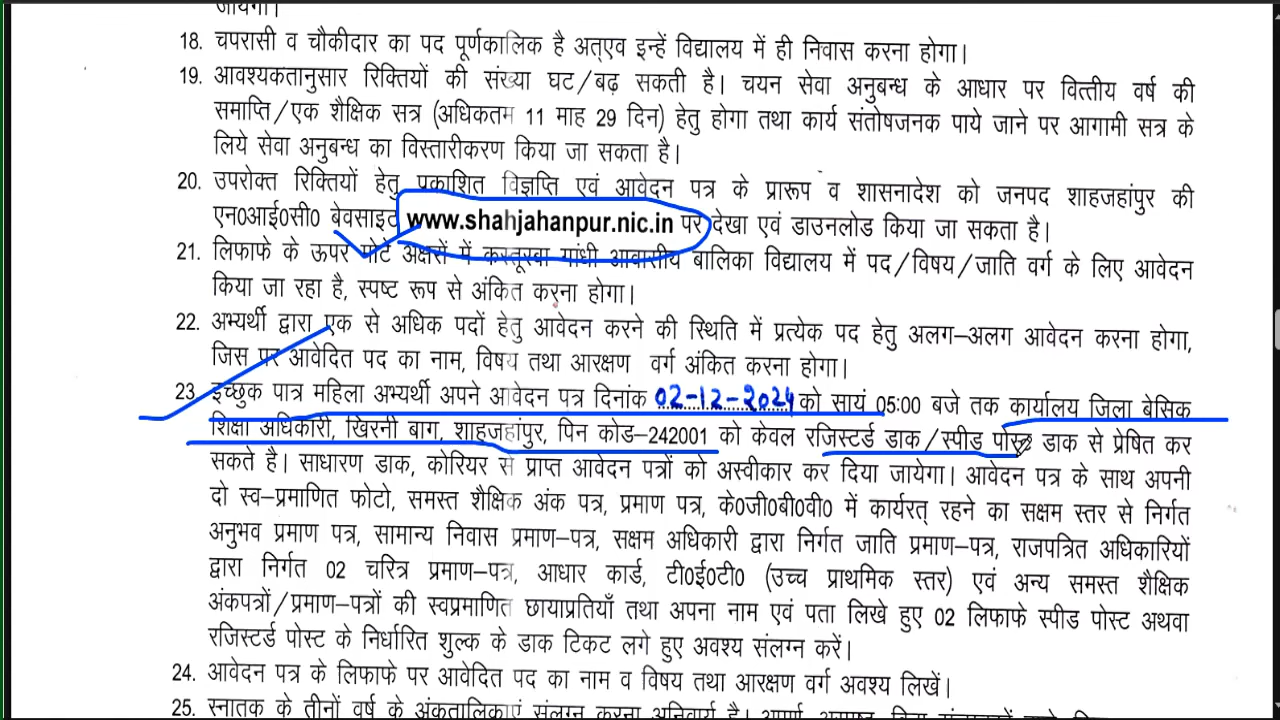 जायेगा।
18. चपरासी व चौकीदार का पद पूर्णकालिक है अत्एव इन्हें विद्यालय में ही निवास करना होगा।
19. आवश्यकतानुसार रिक्तियों की संख्या घट/बढ़ सकती है। चयन सेवा अनुबन्ध के आधार पर वित्तीय वर्ष की
समाप्ति/एक शैक्षिक सत्र (अधिकतम 11 माह 29 दिन) हेतु होगा तथा कार्य संतोषजनक पाये जाने पर आगामी सत्र के
लिये सेवा अनुबन्ध का विस्तारीकरण किया जा सकता है।
20. उपरोक्त रिक्तियों हेतु प्रकाशित विज्ञप्ति एवं आवेदन पत्र के प्रारूप व शासनादेश को जनपद शाहजहांपुर की
एन0आई0सी0 बेवसाइट www.shahjahanpur.nic.in पर देखा एवं डाउनलोड किया जा सकता है।
21. लिफाफे के ऊपर मोटे अक्षरों में कस्तूरबा गांधी आवासीय बालिका विद्यालय में पद/विषय/जाति वर्ग के लिए आवेदन
किया जा रहा है, स्पष्ट रूप से अंकित करना होगा।
22. अभ्यर्थी द्वारा एक से अधिक पदों हेतु आवेदन करने की स्थिति में प्रत्येक पद हेतु अलग–अलग आवेदन करना होगा,
जिस पर आवेदित पद का नाम, विषय तथा आरक्षण वर्ग अंकित करना होगा।
23. इच्छुक पात्र महिला अभ्यर्थी अपने आवेदन पत्र दिनांक 02-12-2024 को सायं 05:00 बजे तक कार्यालय जिला बेसिक
शिक्षा अधिकारी, खिरनी बाग, शाहजहांपुर, पिन कोड–242001 को केवल रजिस्टर्ड डाक/स्पीड पोस्ट डाक से प्रेषित कर
सकते है। साधारण डाक, कोरियर से प्राप्त आवेदन पत्रों को अस्वीकार कर दिया जायेगा। आवेदन पत्र के साथ अपनी
दो स्व–प्रमाणित फोटो, समस्त शैक्षिक अंक पत्र, प्रमाण पत्र, के0जी0बी0वी0 में कार्यरत् रहने का सक्षम स्तर से निर्गत
अनुभव प्रमाण पत्र, सामान्य निवास प्रमाण–पत्र, सक्षम अधिकारी द्वारा निर्गत जाति प्रमाण–पत्र, राजपत्रित अधिकारियों
द्वारा निर्गत 02 चरित्र प्रमाण–पत्र, आधार कार्ड, टी0ई0टी0 (उच्च प्राथमिक स्तर) एवं अन्य समस्त शैक्षिक
अंकपत्रों/प्रमाण–पत्रों की स्वप्रमाणित छायाप्रतियाँ तथा अपना नाम एवं पता लिखे हुए 02 लिफाफे स्पीड पोस्ट अथवा
रजिस्टर्ड पोस्ट के निर्धारित शुल्क के डाक टिकट लगे हुए अवश्य संलग्न करें।
24. आवेदन पत्र के लिफाफे पर आवेदित पद का नाम व विषय तथा आरक्षण वर्ग अवश्य लिखें।
25. स्नातक के तीनों वर्ष के अंकतालिकाएं संलग्न करना अनिवार्य है।